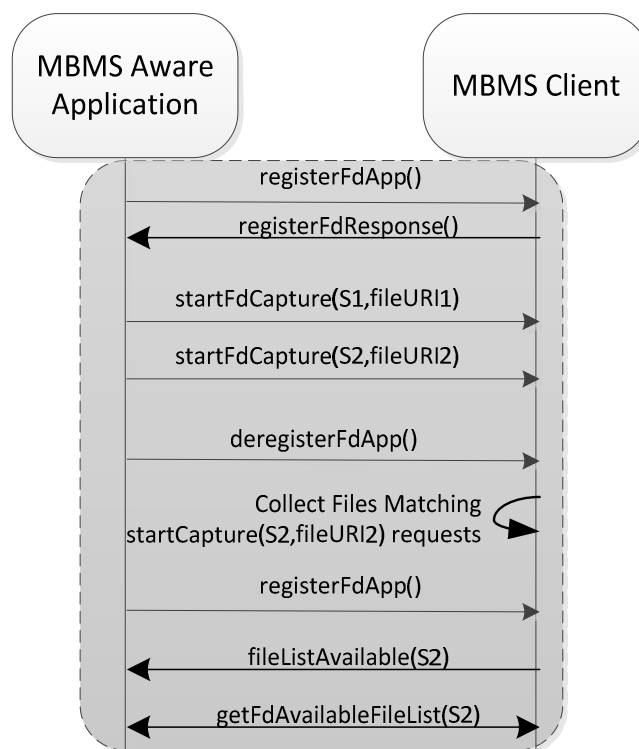 MBMS Aware
Application
MBMS Client
registerFdApp()
registerFdResponse()
startFdCapture(S1,fileURI1)
startFdCapture(S2,fileURI2)
deregisterFdApp()
Collect Files Matching
startCapture(S2,fileURI2) requests
registerFdApp()
fileListAvailable(S2)
getFdAvailableFileList(S2)